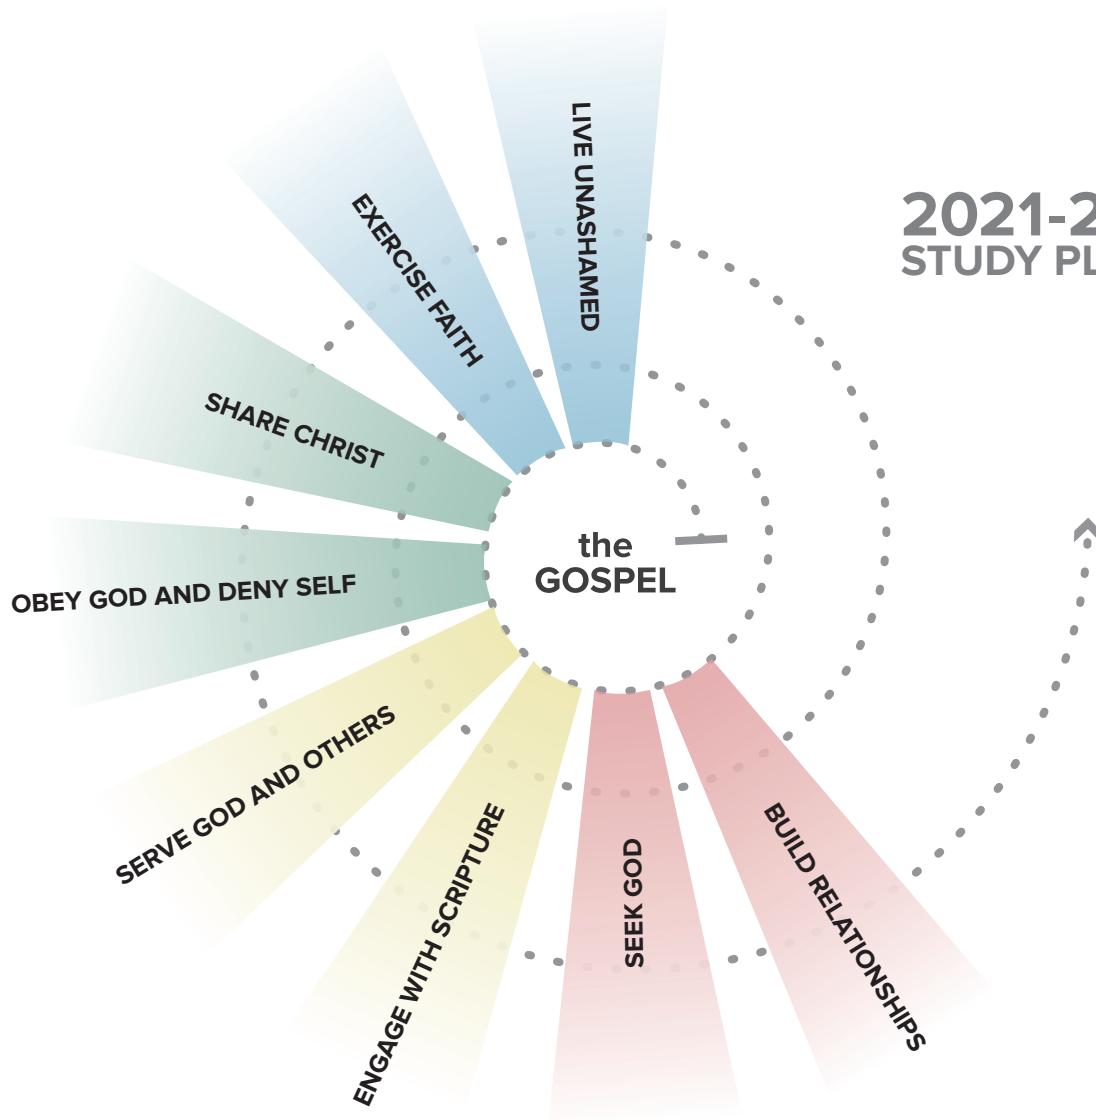 LIVE UNASHAMED
EXERCISE FAITH
SHARE CHRIST
OBEY GOD AND DENY SELF
SERVE GOD AND OTHERS
ENGAGE WITH SCRIPTURE
SEEK GOD
BUILD RELATIONSHIPS
the
GOSPEL
2021-2
STUDY PL